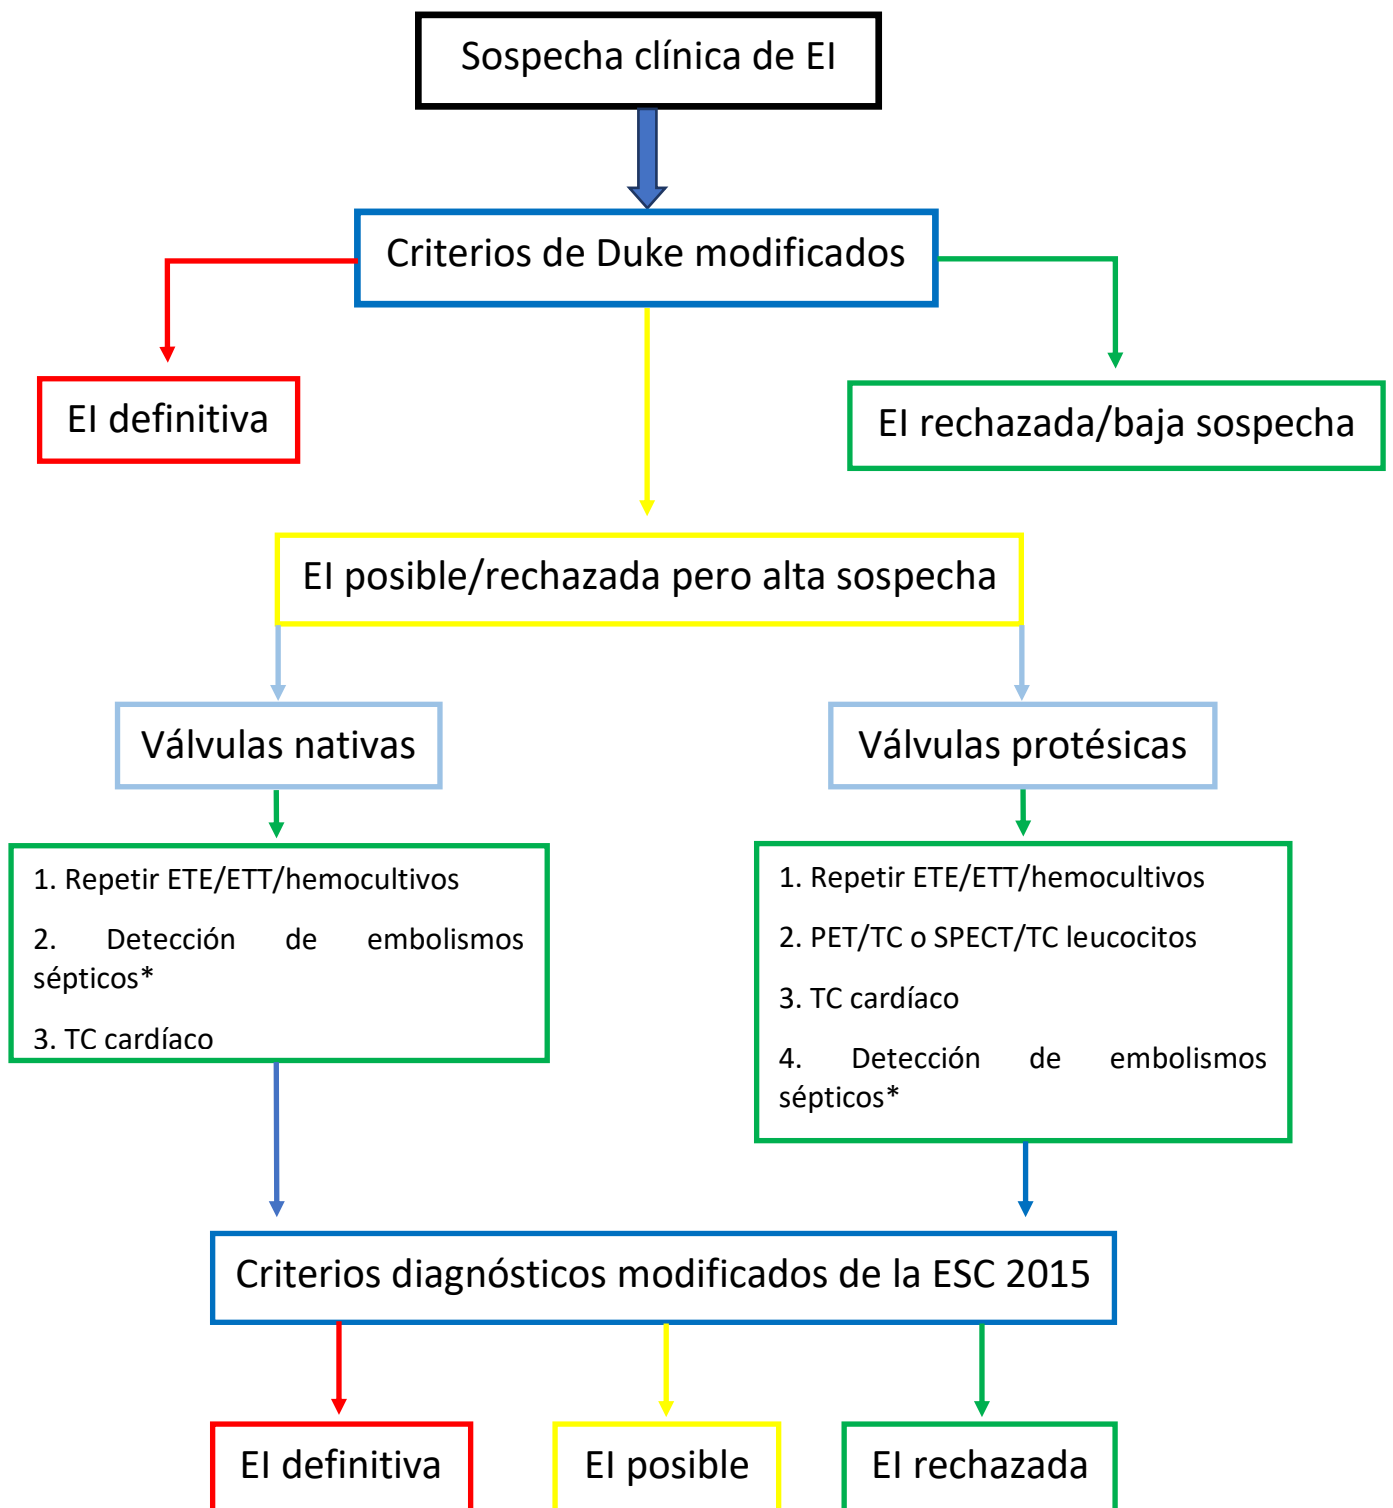 Sospecha clínica de EI
Criterios de Duke modificados
EI definitiva
EI rechazada/baja sospecha
EI posible/rechazada pero alta sospecha
Válvulas nativas
Válvulas protésicas
1. Repetir ETE/ETT/hemocultivos
2. Detección de embolismos
sépticos*
3. TC cardíaco
1. Repetir ETE/ETT/hemocultivos
2. PET/TC o SPECT/TC leucocitos
3. TC cardíaco
4. Detección de embolismos
sépticos*
Criterios diagnósticos modificados de la ESC 2015
EI definitiva
EI posible
EI rechazada